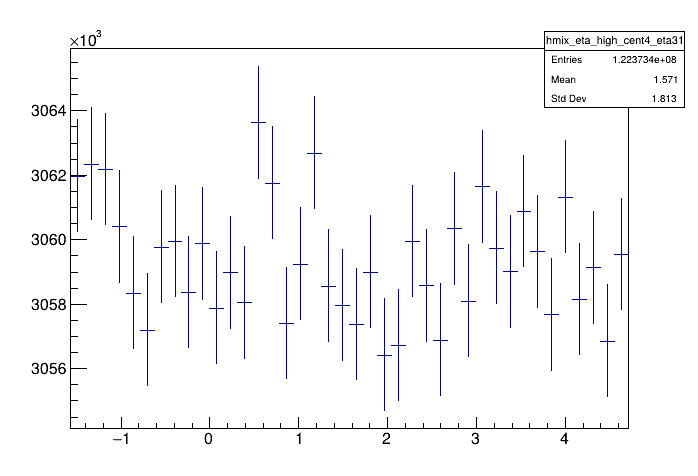 ×10³
hmix_eta_high_cent4_eta31
Entries 1.223734e+08
Mean 1.571
Std Dev 1.813
3064
3062
3060
3058
3056
−1 0 1 2 3 4